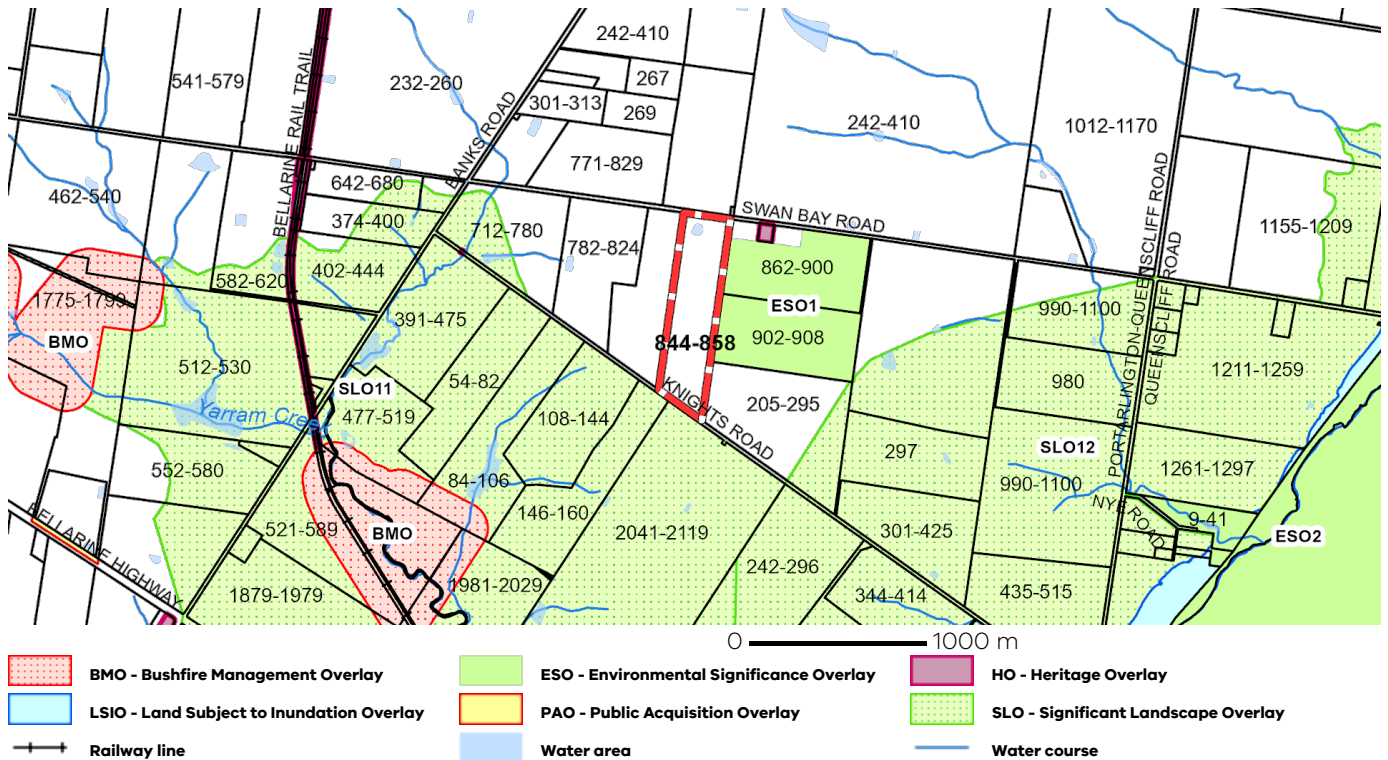 242-410
541-579
232-260
267
301-313
269
242-410
1012-1170
BELLARINE RAIL TRAIL
BANKS ROAD
771-829
642-680
462-540
374-400
712-780
SWAN BAY ROAD
782-824
1155-1209
PORTARLINGTON-QUEENSCLIFF ROAD
QUEENSCLIFF ROAD
582-620
402-444
862-900
1775-1799
ESO1
391-475
990-1100
BMO
844-858
902-908
512-530
54-82
980
1211-1259
SLO11
KNIGHTS ROAD
205-295
Yarram Creek
477-519
108-144
297
SLO12
552-580
84-106
990-1100
1261-1297
BELLARINE HIGHWAY
146-160
NYE ROAD
9-41
521-589
BMO
2041-2119
301-425
ESO2
1981-2029
242-296
1879-1979
344-414
435-515
0 1000 m
BMO - Bushfire Management Overlay
ESO - Environmental Significance Overlay
HO - Heritage Overlay
LSIO - Land Subject to Inundation Overlay
PAO - Public Acquisition Overlay
SLO - Significant Landscape Overlay
Railway line
Water area
Water course